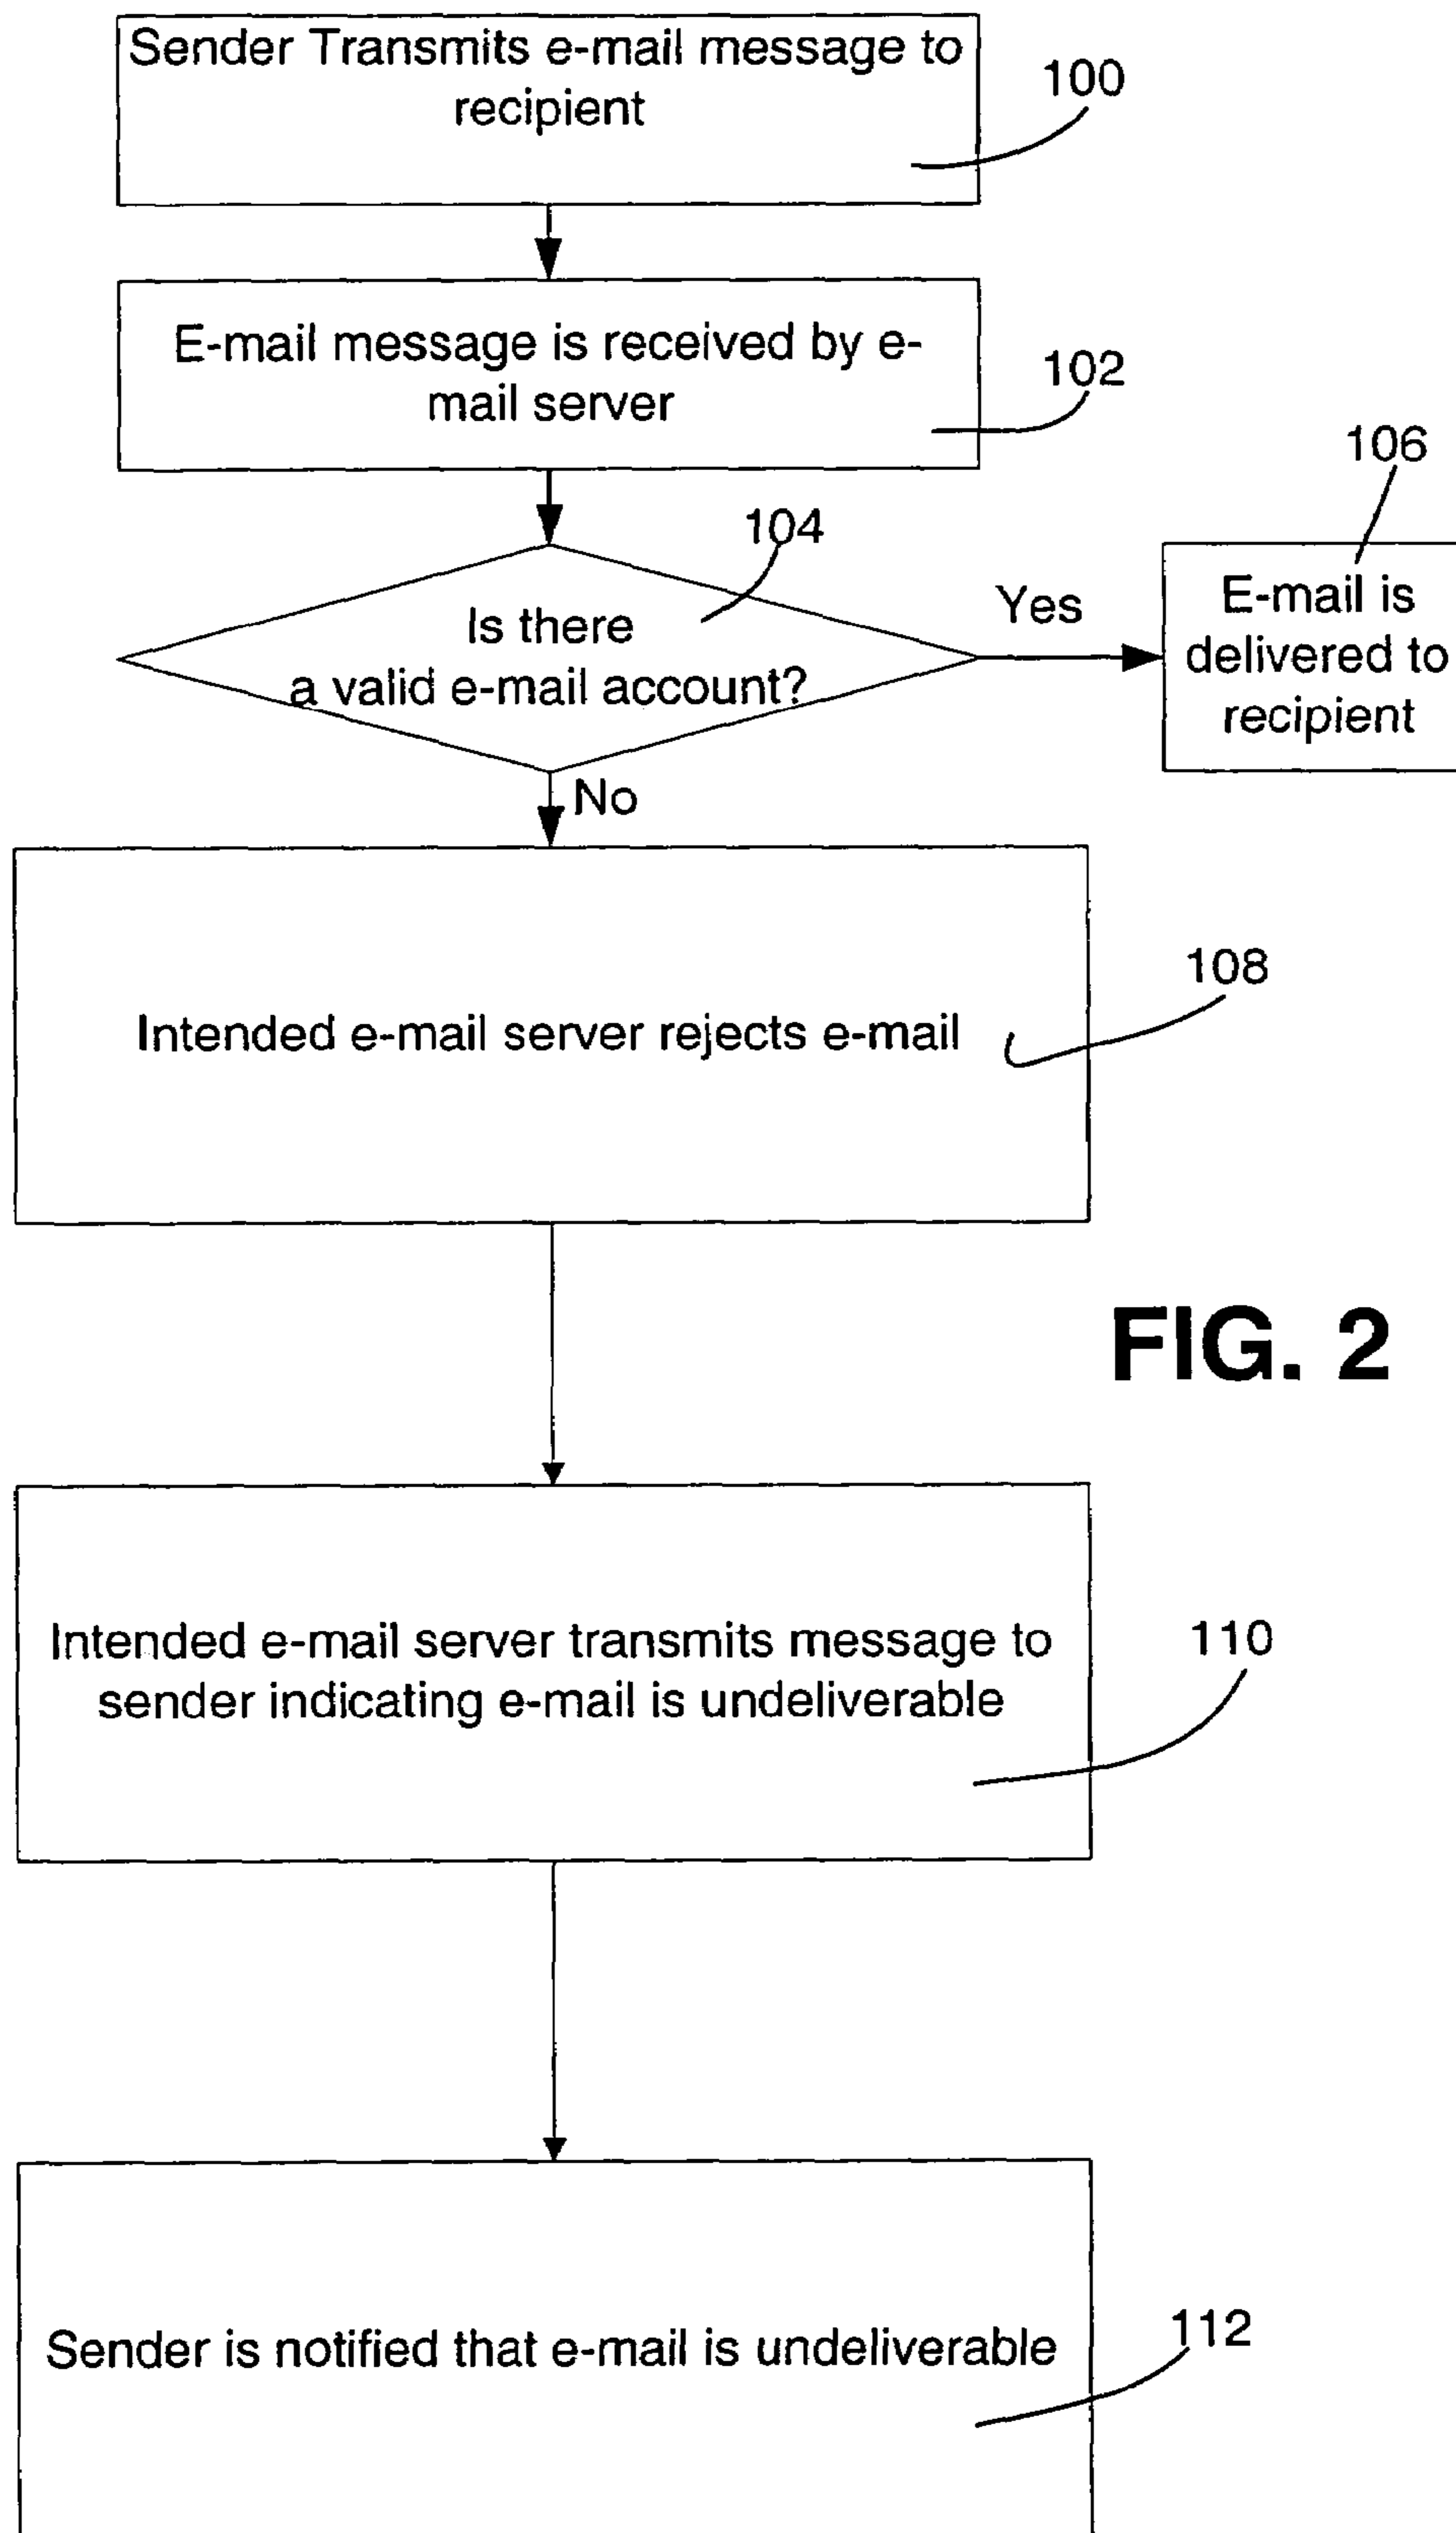 Sender Transmits e-mail message to
recipient
100
E-mail message is received by e-
mail server
102
106
104
Is there
a valid e-mail account?
Yes
E-mail is
delivered to
recipient
No
Intended e-mail server rejects e-mail
108
FIG. 2
Intended e-mail server transmits message to
sender indicating e-mail is undeliverable
110
Sender is notified that e-mail is undeliverable
112